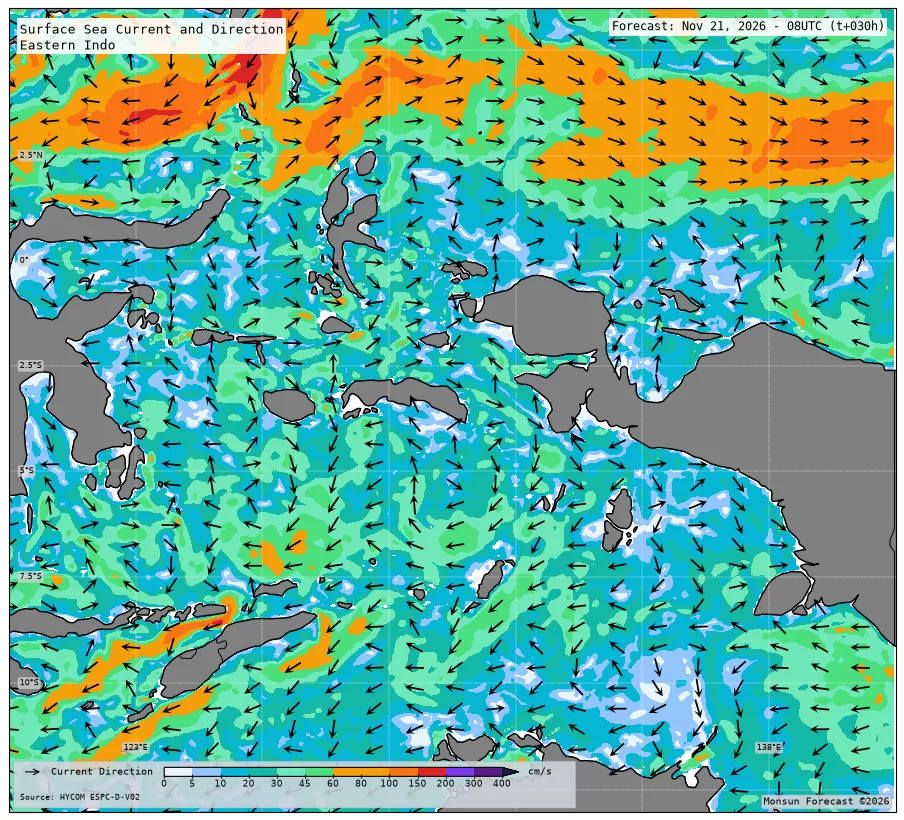 Surface Sea Current and Direction
Eastern Indo
Forecast: Nov 21, 2026 - 08UTC (t+030h)
2.5°N
0°
2.5°S
5°S
7.5°S
10°S
123°E
138°E
Current Direction
cm/s
0 5 10 20 30 45 60 80 100 150 200 300 400
Source: HYCOM ESPC-D-V02
Monsun Forecast ©2026